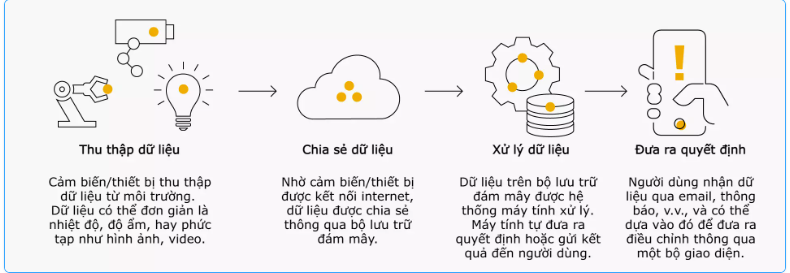 Thu thập dữ liệu
Cảm biến/thiết bị thu thập
dữ liệu từ môi trường.
Dữ liệu có thể đơn giản là
nhiệt độ, độ ẩm, hay phức
tạp như hình ảnh, video.
Chia sẻ dữ liệu
Nhờ cảm biến/thiết bị
được kết nối internet,
dữ liệu được chia sẻ
thông qua bộ lưu trữ
đám mây.
Xử lý dữ liệu
Dữ liệu trên bộ lưu trữ
đám mây được hệ
thống máy tính xử lý.
Máy tính tự đưa ra
quyết định hoặc gửi kết
quả đến người dùng.
Đưa ra quyết định
Người dùng nhận dữ
liệu qua email, thông
báo, v.v., và có thể
dựa vào đó để đưa ra
điều chỉnh thông qua
một bộ giao diện.